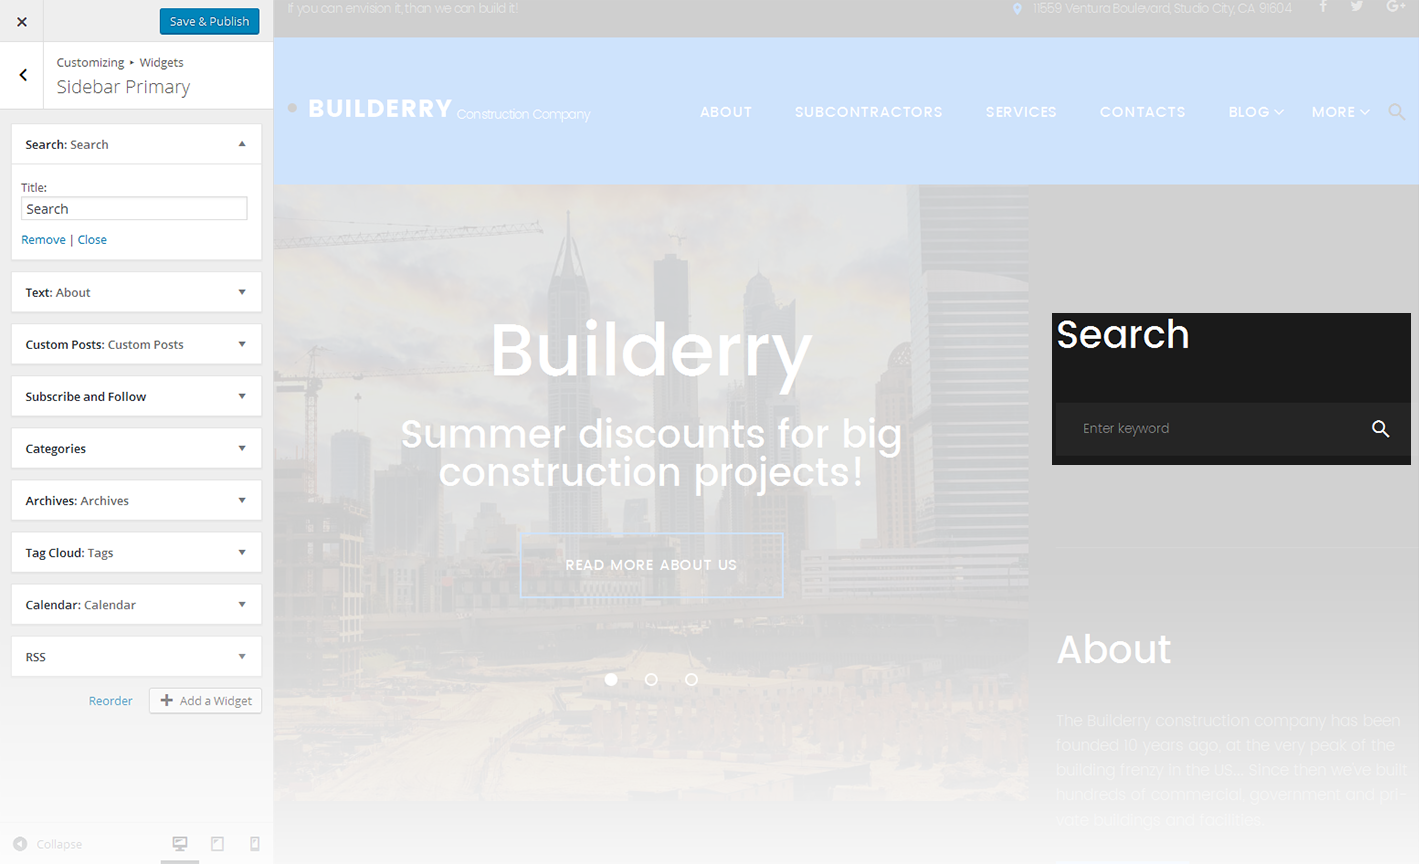 Save & Publish
Customizing ▸ Widgets
Sidebar Primary
Search: Search
Title:
Search
Remove | Close
Text: About
Custom Posts: Custom Posts
Subscribe and Follow
Categories
Archives: Archives
Tag Cloud: Tags
Calendar: Calendar
RSS
Reorder
Add a Widget
Collapse
If you can envision it, than we can build it!
11559 Ventura Boulevard, Studio City, CA 91604
BUILDERRY Construction Company
ABOUT SUBCONTRACTORS SERVICES CONTACTS BLOG MORE
Builderry
Summer discounts for big
construction projects!
READ MORE ABOUT US
Search
Enter keyword
About
The Builderry construction company has been
founded 10 years ago, at the very peak of the
building frenzy in the US... Since then we've built
hundreds of commercial, government and pri-
vate buildings and facilities.